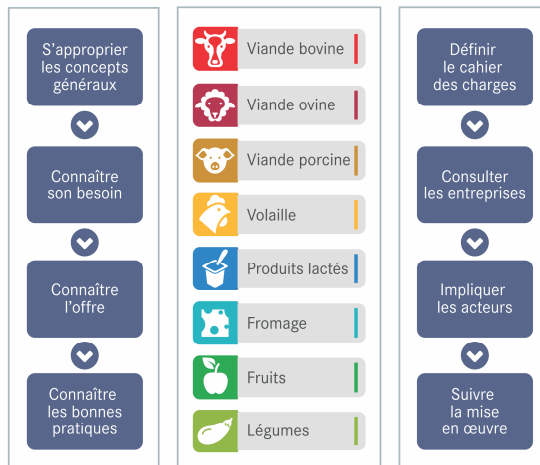 S'approprier
les concepts
généraux
Connaître
son besoin
Connaître
l'offre
Connaître
les bonnes
pratiques
Viande bovine
Viande ovine
Viande porcine
Volaille
Produits lactés
Fromage
Fruits
Légumes
Définir
le cahier
des charges
Consulter
les entreprises
Impliquer
les acteurs
Suivre
la mise
en œuvre